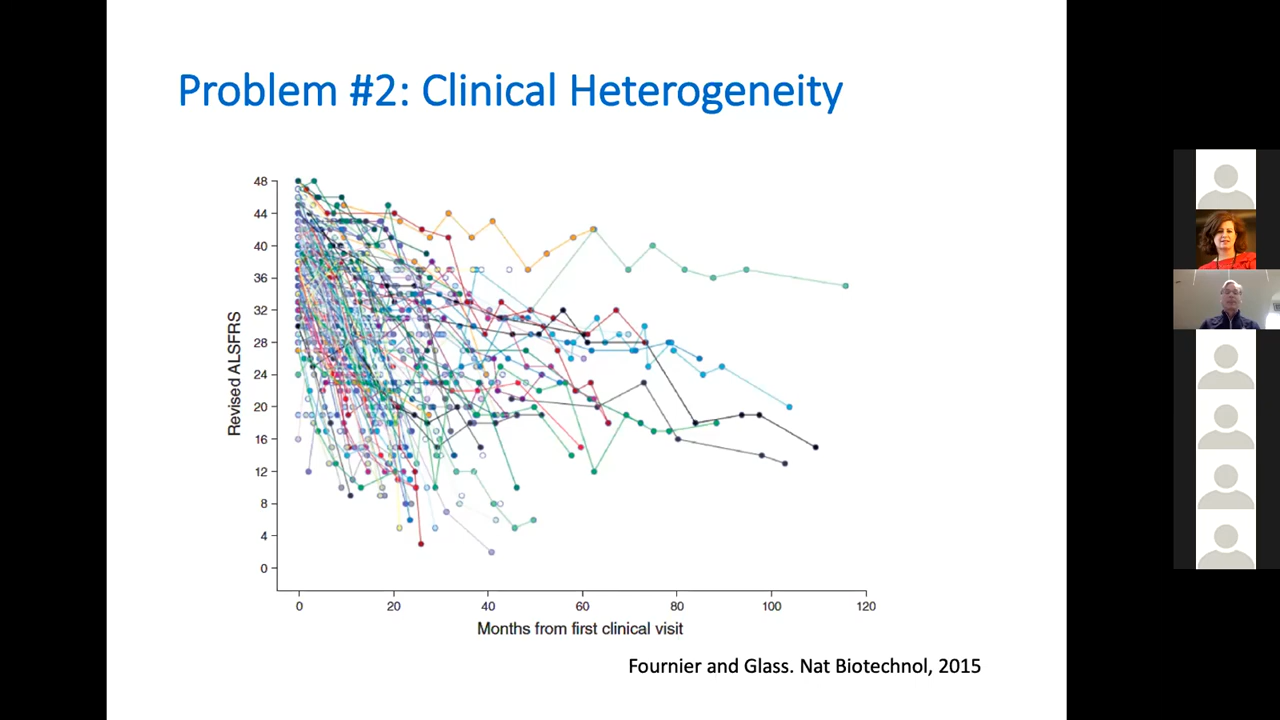 Problem #2: Clinical Heterogeneity
48
44
40
36
32
28
24
20
16
12
8
4
0
Revised ALSFRS
0 20 40 60 80 100 120
Months from first clinical visit
Fournier and Glass. Nat Biotechnol, 2015